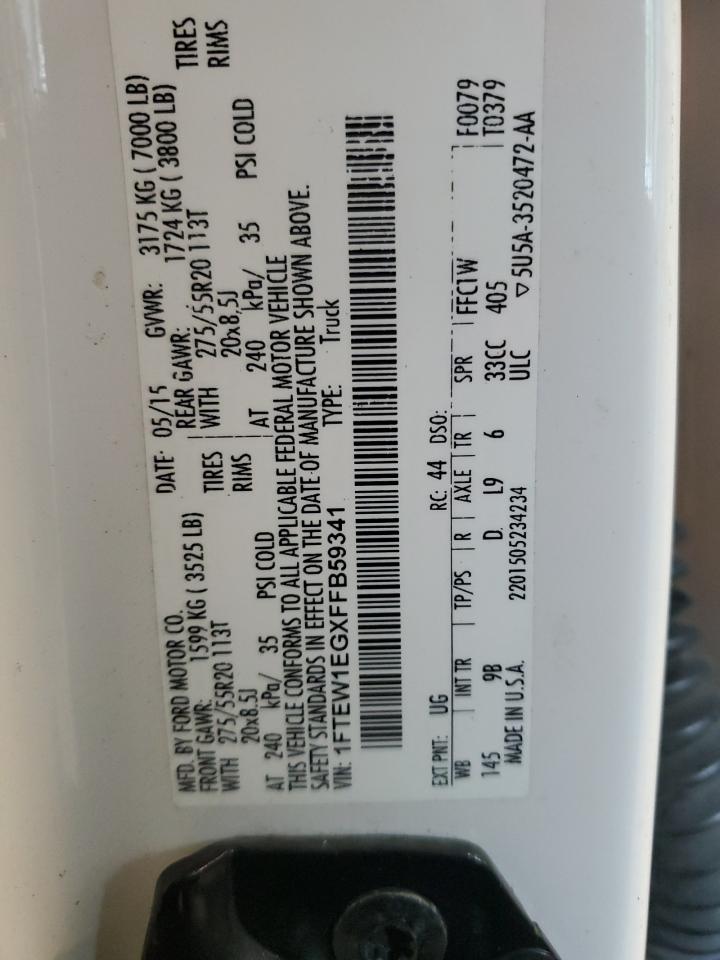 MFD. BY FORD MOTOR CO.
DATE: 05/15 GVWR: 3175 KG ( 7000 LB)
FRONT GAWR: 1599 KG ( 3525 LB) REAR GAWR: 1724 KG ( 3800 LB)
WITH 275/55R20 113T TIRES WITH 275/55R20 113T TIRES
20x8.5J RIMS 20x8.5J RIMS
AT 240 kPa/ 35 PSI COLD AT 240 kPa/ 35 PSI COLD
THIS VEHICLE CONFORMS TO ALL APPLICABLE FEDERAL MOTOR VEHICLE
SAFETY STANDARDS IN EFFECT ON THE DATE OF MANUFACTURE SHOWN ABOVE.
VIN: 1FTEW1EGXFFB59341 TYPE: Truck
EXT PNT: UG RC: 44 DSO: F0079
WB INT TR TP/PS R AXLE TR SPR FFC1W T0379
145 9B D L9 6 33CC 405
MADE IN U.S.A. 2201505234234 ULC ▽5U5A-3520472-AA